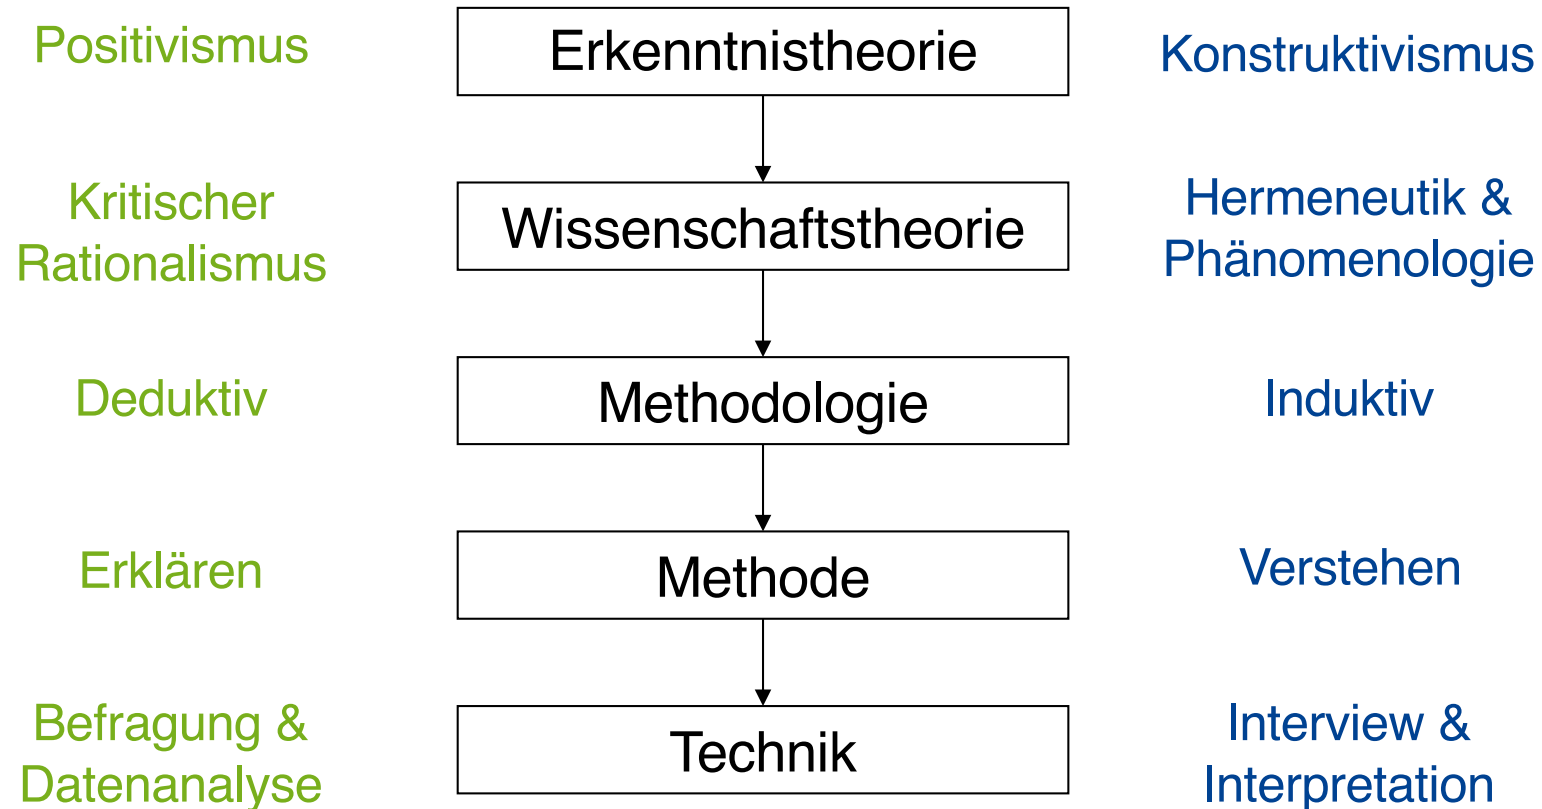 Positivismus
Erkenntnistheorie
Konstruktivismus
Kritischer
Rationalismus
Wissenschaftstheorie
Hermeneutik &
Phänomenologie
Deduktiv
Methodologie
Induktiv
Erklären
Methode
Verstehen
Befragung &
Datenanalyse
Technik
Interview &
Interpretation